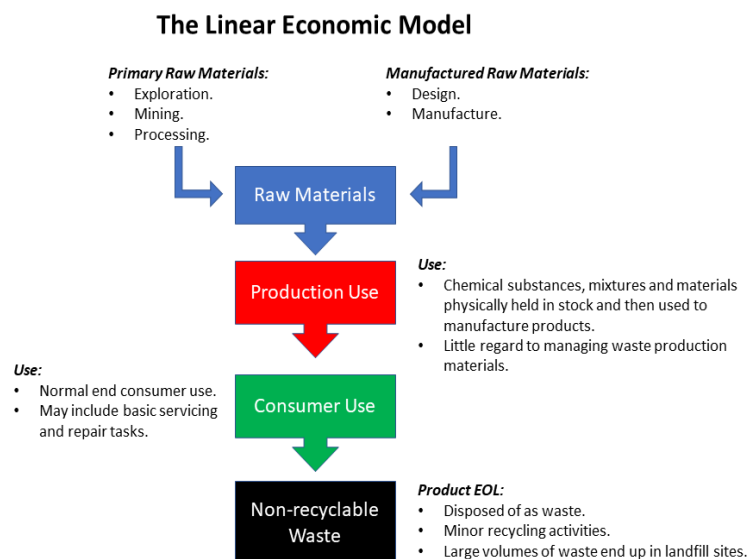 The Linear Economic Model
Primary Raw Materials:
• Exploration.
• Mining.
• Processing.
Manufactured Raw Materials:
• Design.
• Manufacture.
Raw Materials
Production Use
Use:
• Chemical substances, mixtures and materials
physically held in stock and then used to
manufacture products.
• Little regard to managing waste production
materials.
Use:
• Normal end consumer use.
• May include basic servicing
and repair tasks.
Consumer Use
Non-recyclable
Waste
Product EOL:
• Disposed of as waste.
• Minor recycling activities.
• Large volumes of waste end up in landfill sites.